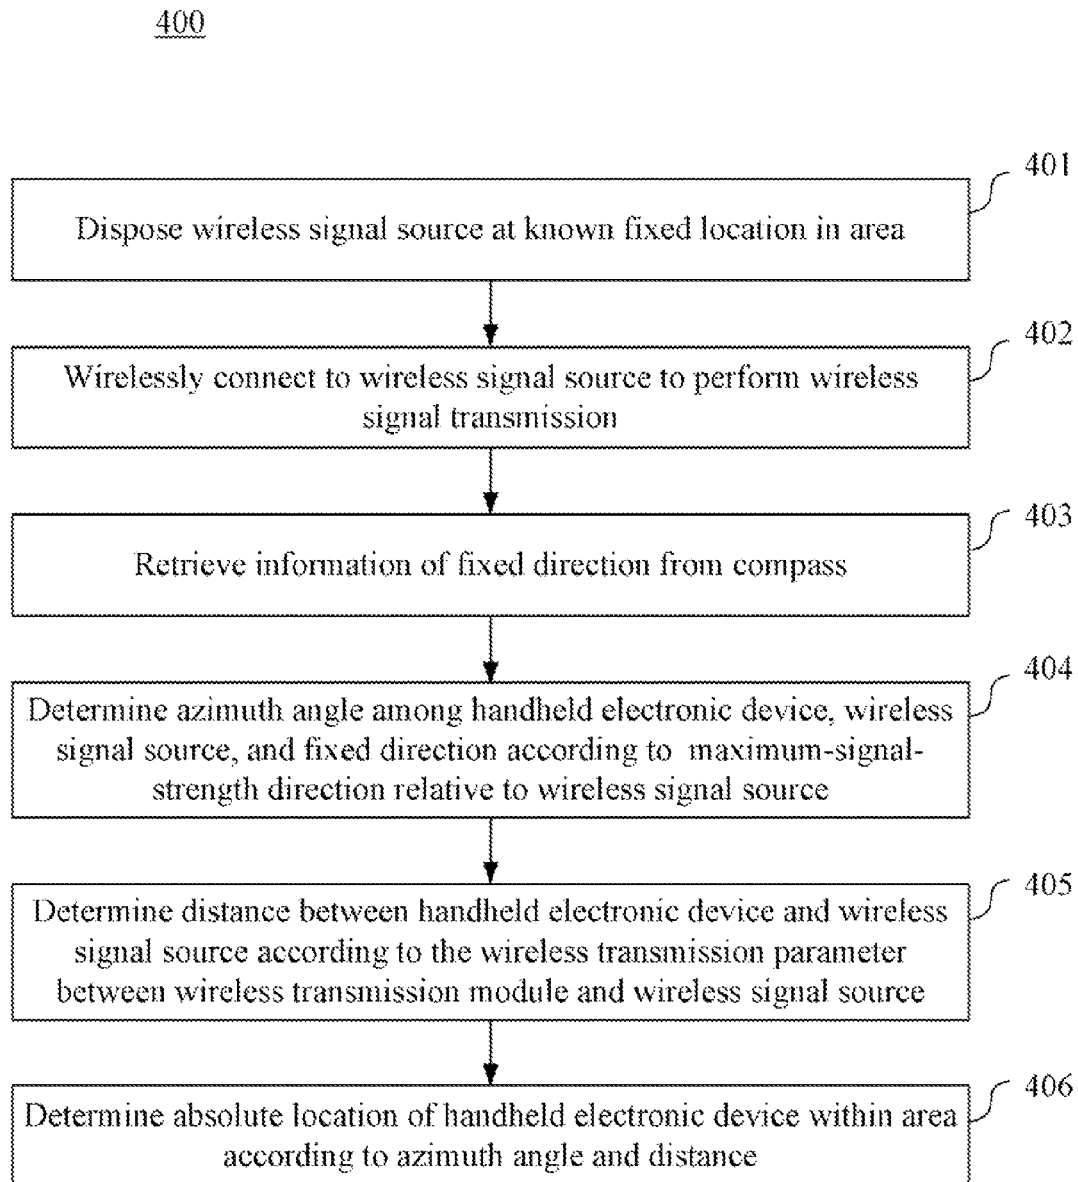 400
401
Dispose wireless signal source at known fixed location in area
402
Wirelessly connect to wireless signal source to perform wireless
signal transmission
403
Retrieve information of fixed direction from compass
404
Determine azimuth angle among handheld electronic device, wireless
signal source, and fixed direction according to maximum-signal-
strength direction relative to wireless signal source
405
Determine distance between handheld electronic device and wireless
signal source according to the wireless transmission parameter
between wireless transmission module and wireless signal source
406
Determine absolute location of handheld electronic device within area
according to azimuth angle and distance